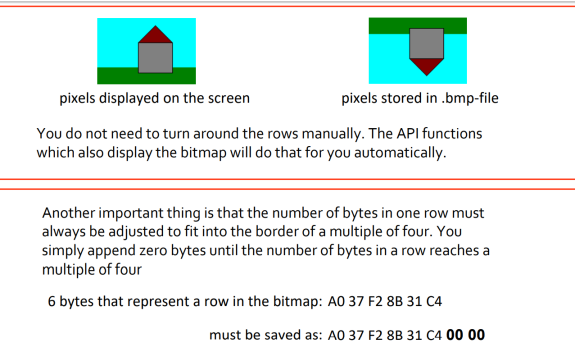 pixels displayed on the screen
pixels stored in .bmp-file
You do not need to turn around the rows manually. The API functions
which also display the bitmap will do that for you automatically.
Another important thing is that the number of bytes in one row must
always be adjusted to fit into the border of a multiple of four. You
simply append zero bytes until the number of bytes in a row reaches a
multiple of four
6 bytes that represent a row in the bitmap: A0 37 F2 8B 31 C4
must be saved as: A0 37 F2 8B 31 C4 00 00